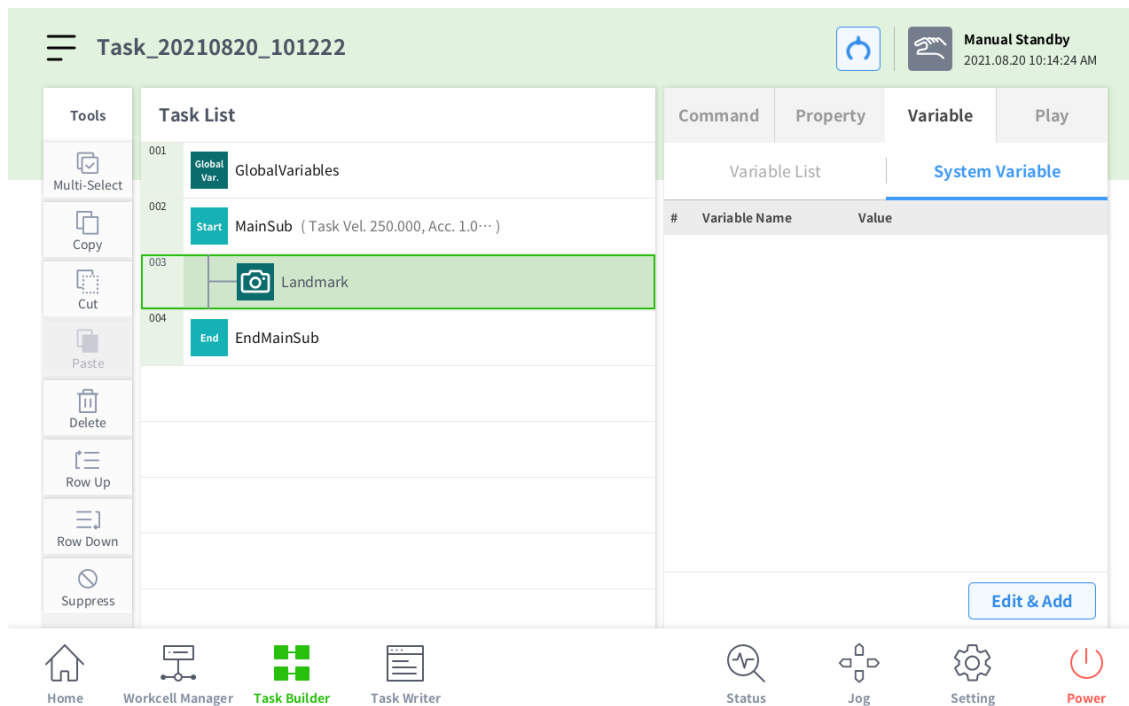 Task_20210820_101222
Manual Standby
2021.08.20 10:14:24 AM
Tools
Multi-Select
Copy
Cut
Paste
Delete
Row Up
Row Down
Suppress
Task List
001
Global Var.
GlobalVariables
002
Start
MainSub ( Task Vel. 250.000, Acc. 1.0··· )
003
Landmark
004
End
EndMainSub
Command
Property
Variable
Play
Variable List
System Variable
# Variable Name Value
Edit & Add
Home
Workcell Manager
Task Builder
Task Writer
Status
Jog
Setting
Power